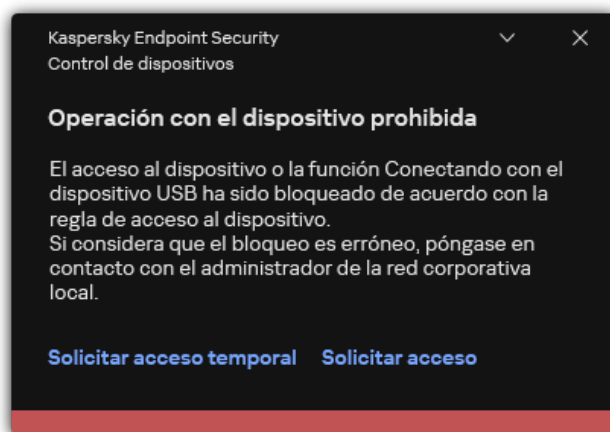 Kaspersky Endpoint Security
Control de dispositivos
Operación con el dispositivo prohibida
El acceso al dispositivo o la función Conectando con el
dispositivo USB ha sido bloqueado de acuerdo con la
regla de acceso al dispositivo.
Si considera que el bloqueo es erróneo, póngase en
contacto con el administrador de la red corporativa
local.
Solicitar acceso temporal Solicitar acceso